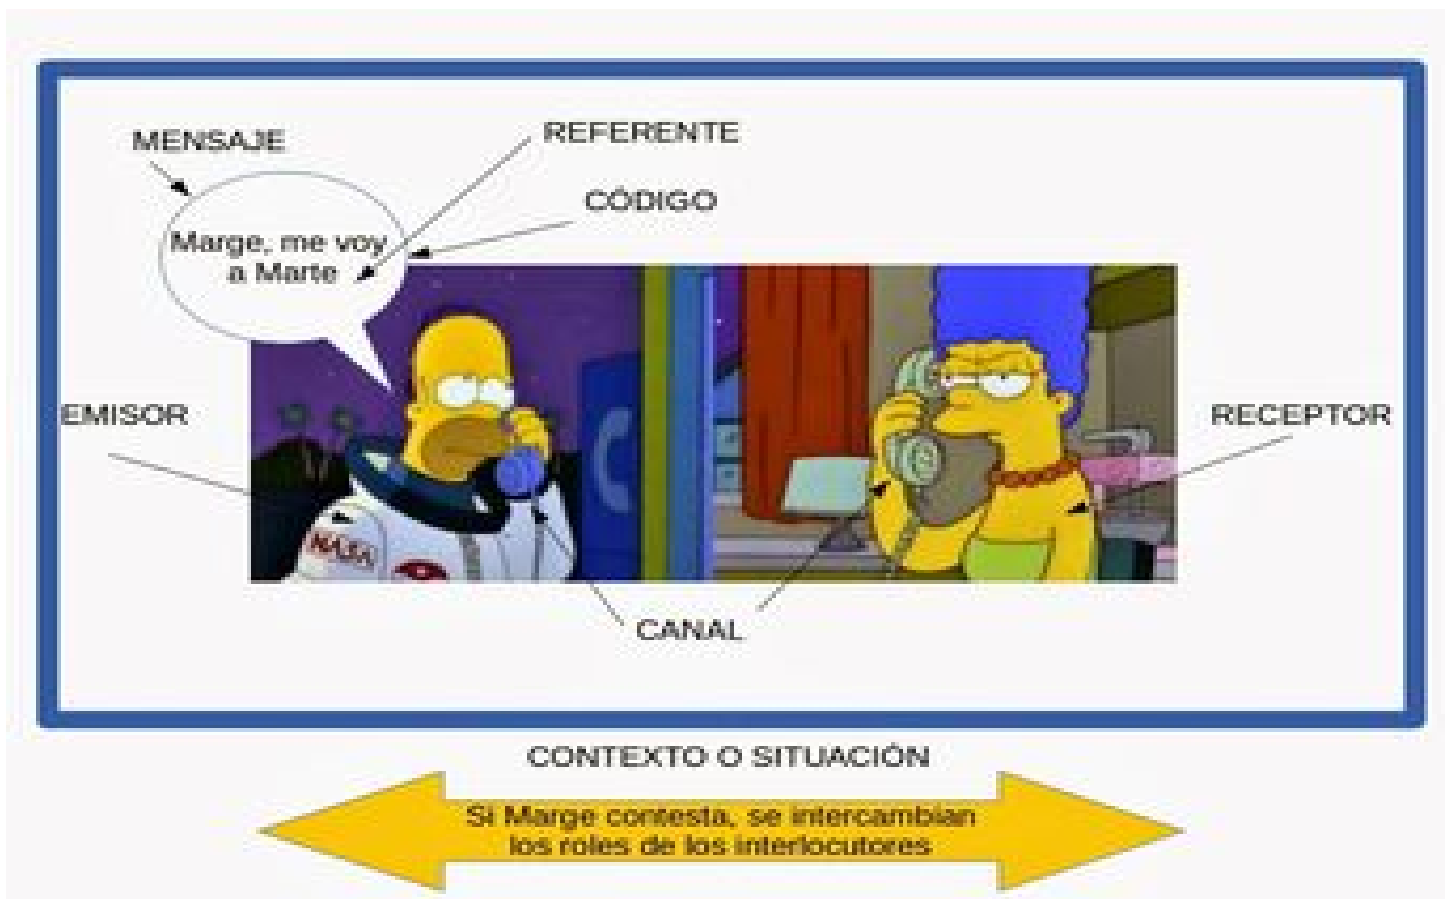 MENSAJE
REFERENTE
CÓDIGO
Marge, me voy
a Marte
EMISOR
RECEPTOR
NASA
CANAL
CONTEXTO O SITUACIÓN
Si Marge contesta, se intercambian
los roles de los interlocutores